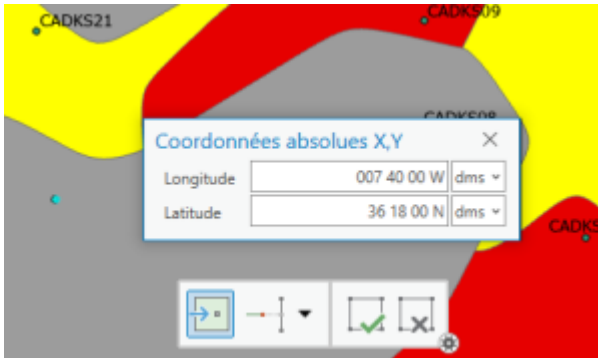 CADKS21
CADKS09
CADKS08
Coordonnées absolues X,Y
Longitude 007 40 00 W dms
Latitude 36 18 00 N dms
CADKS